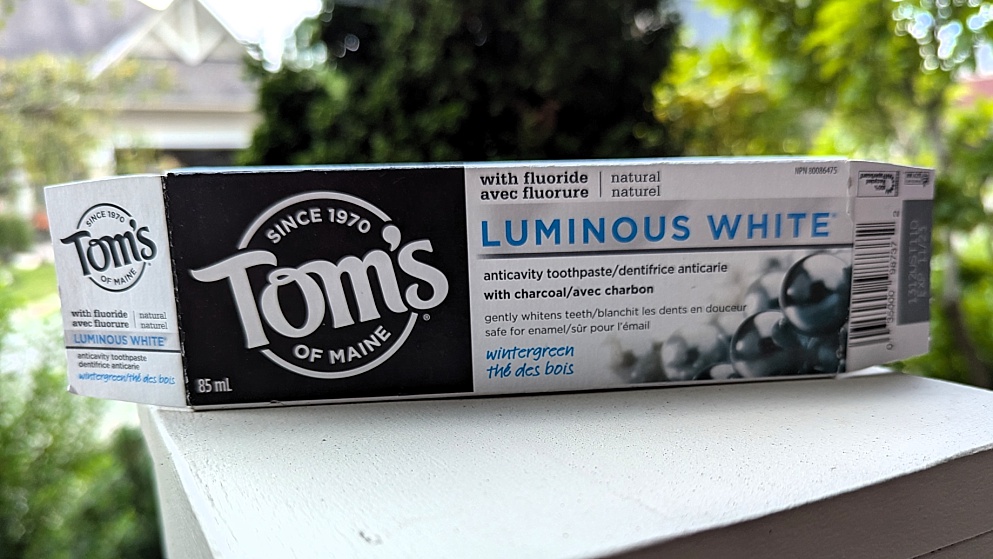 SINCE 1970
Tom's
OF MAINE
with fluoride | natural
avec fluorure | naturel
LUMINOUS WHITE
anticavity toothpaste
dentifrice anticarie
wintergreen/thé des bois
SINCE 1970
Tom's
OF MAINE®
85 mL
with fluoride | natural
avec fluorure | naturel
NPN 80086475
LUMINOUS WHITE
anticavity toothpaste/dentifrice anticarie
with charcoal/avec charbon
gently whitens teeth/blanchit les dents en douceur
safe for enamel/sûr pour l'émail
wintergreen
thé des bois